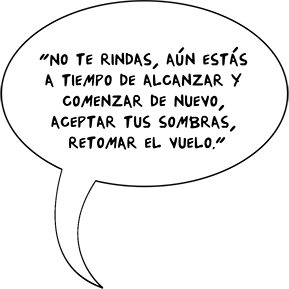 "NO TE RINDAS, AÚN ESTÁS
A TIEMPO DE ALCANZAR Y
COMENZAR DE NUEVO,
ACEPTAR TUS SOMBRAS,
RETOMAR EL VUELO."